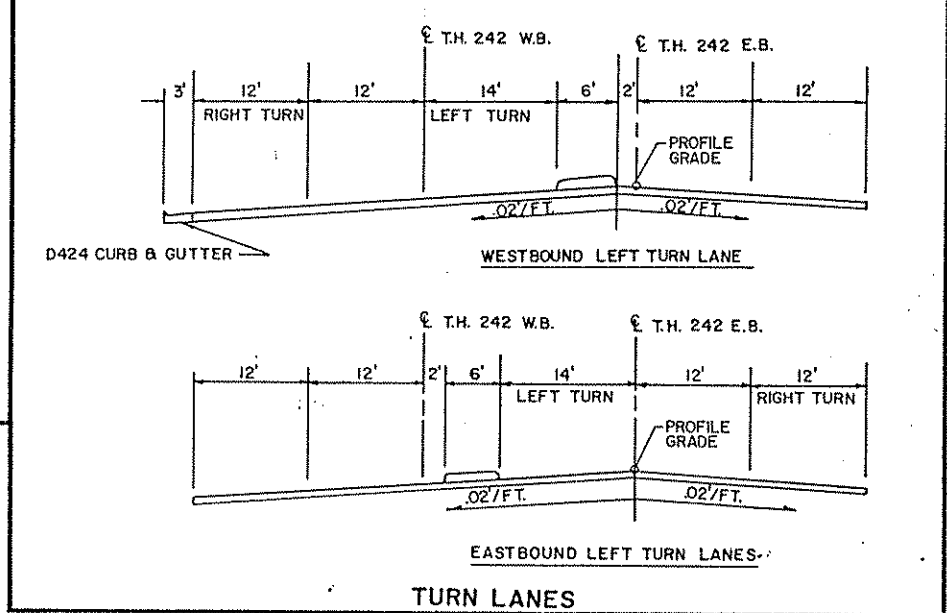 ℄ T.H. 242 W.B.
℄ T.H. 242 E.B.
3' 12' 12' 14' 6' 2' 12' 12'
RIGHT TURN LEFT TURN
PROFILE
GRADE
.02'/FT. .02'/FT.
D424 CURB & GUTTER
WESTBOUND LEFT TURN LANE
℄ T.H. 242 W.B. ℄ T.H. 242 E.B.
12' 12' 2' 6' 14' 12' 12'
LEFT TURN RIGHT TURN
PROFILE
GRADE
.02'/FT. .02'/FT.
EASTBOUND LEFT TURN LANES
TURN LANES